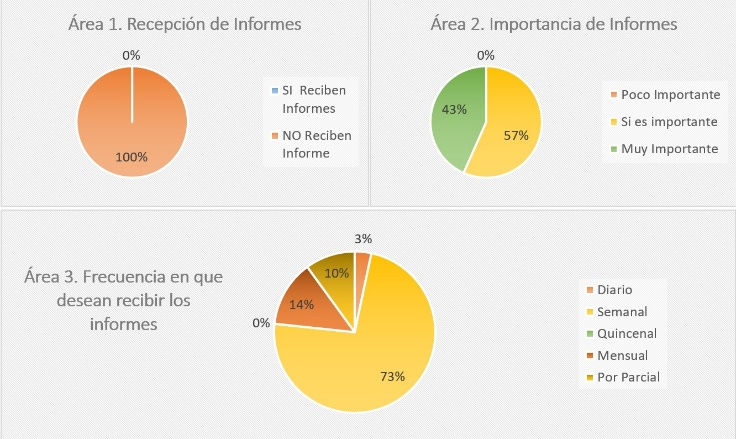 Área 1. Recepción de Informes
0%
100%
SI  Reciben
Informes
NO Reciben
Informe
Área 2. Importancia de Informes
0%
43%
57%
Poco Importante
Si es importante
Muy Importante
Área 3. Frecuencia en que
desean recibir los
informes
3%
10%
14%
0%
73%
Diario
Semanal
Quincenal
Mensual
Por Parcial